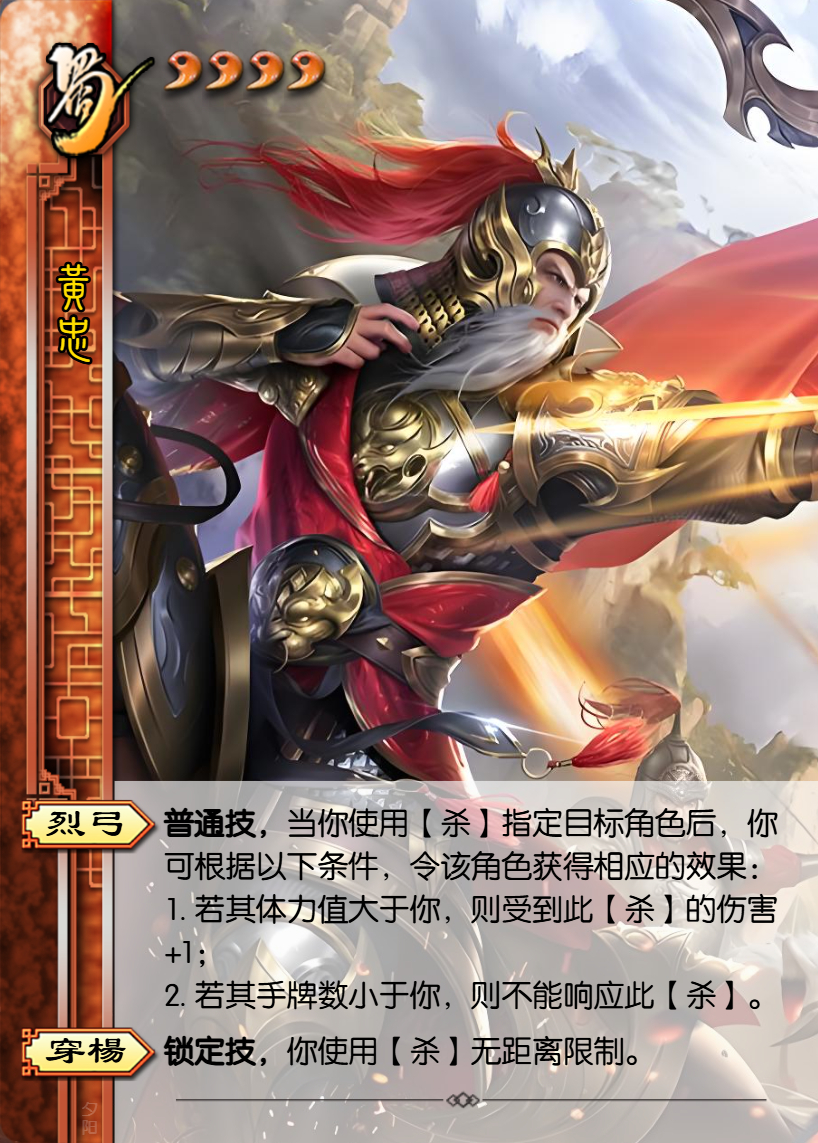 蜀
黃忠
烈弓
普通技，当你使用【杀】指定目标角色后，你
可根据以下条件，令该角色获得相应的效果：
1. 若其体力值大于你，则受到此【杀】的伤害
+1；
2. 若其手牌数小于你，则不能响应此【杀】。
穿楊
锁定技，你使用【杀】无距离限制。
夕阳